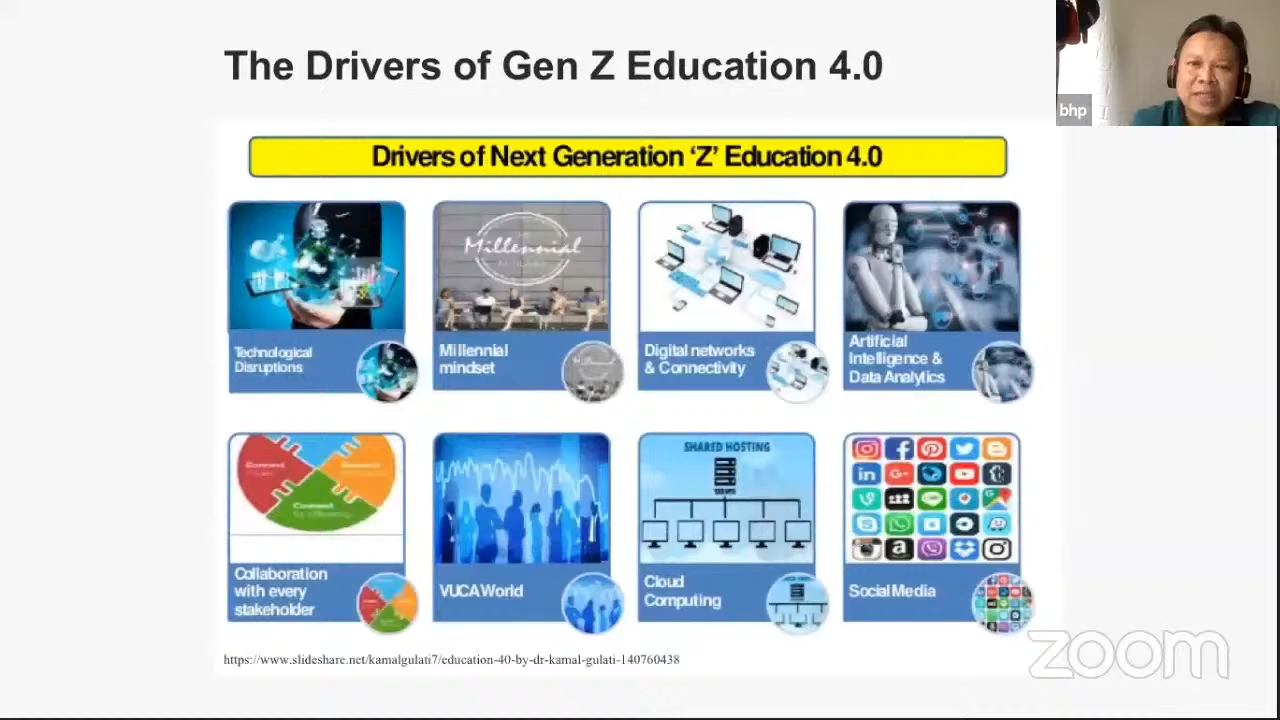 The Drivers of Gen Z Education 4.0
bhp
Drivers of Next Generation ‘Z’ Education 4.0
Millennial
Technological
Disruptions
Millennial
mindset
Digital networks
& Connectivity
Artificial
Intelligence &
Data Analytics
Connect
Connect
SHARED HOSTING
Collaboration
with every
stakeholder
VUCA World
Cloud
Computing
Social Media
https://www.slideshare.net/kamalgulati7/education-40-by-dr-kamal-gulati-140760438
zoom